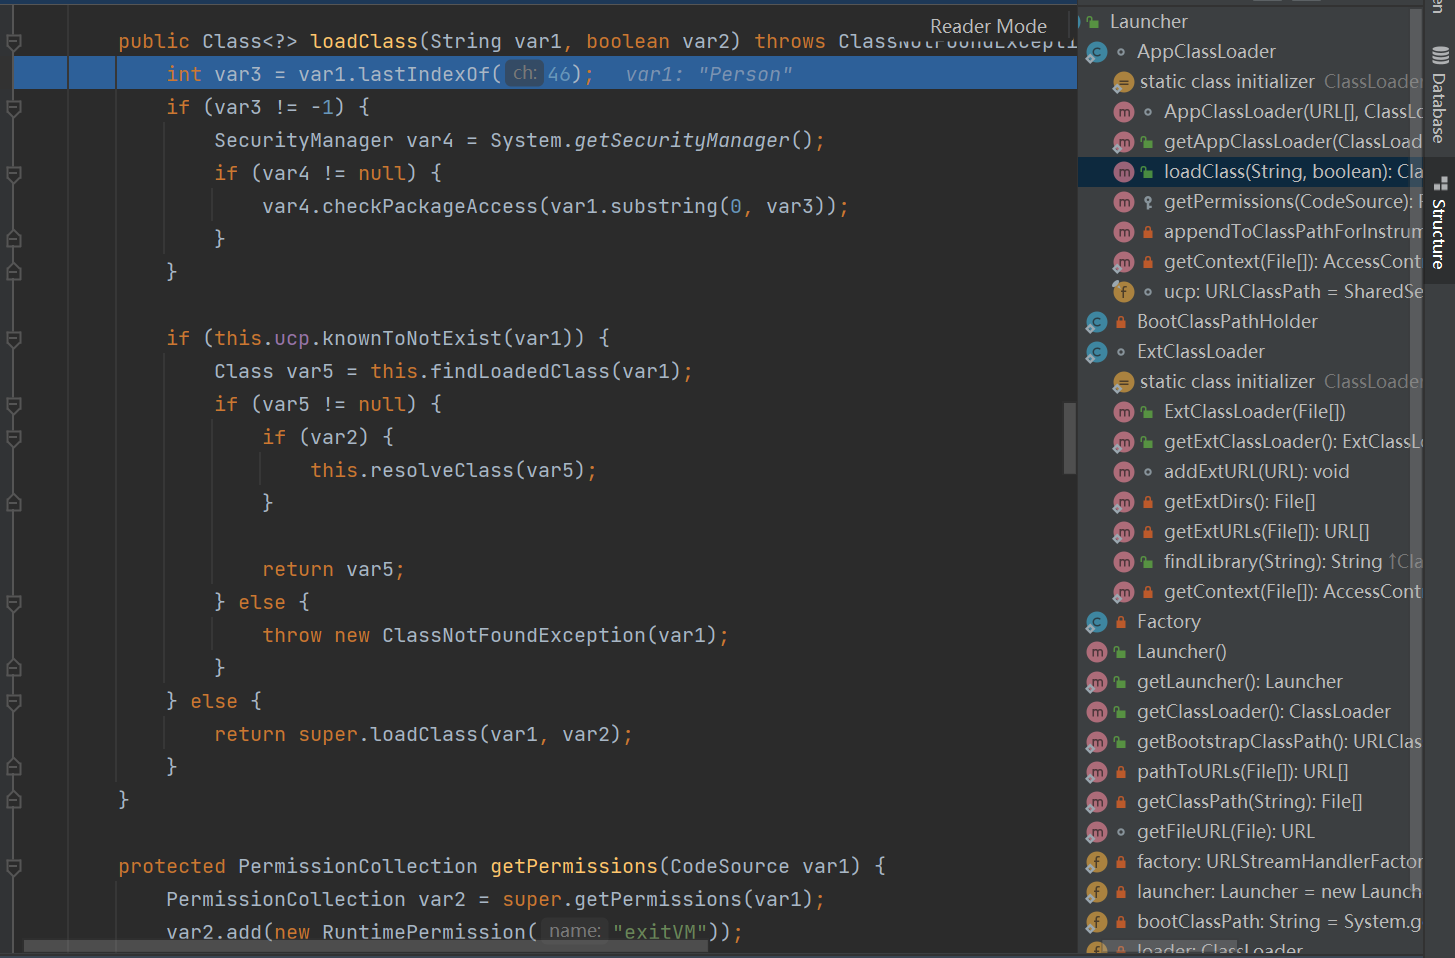 Reader Mode
public Class<?> loadClass(String var1, boolean var2) throws ClassNotFoundExcepti
int var3 = var1.lastIndexOf( ch: 46);   var1: "Person"
if (var3 != -1) {
SecurityManager var4 = System.getSecurityManager();
if (var4 != null) {
var4.checkPackageAccess(var1.substring(0, var3));
}
}
if (this.ucp.knownToNotExist(var1)) {
Class var5 = this.findLoadedClass(var1);
if (var5 != null) {
if (var2) {
this.resolveClass(var5);
}
return var5;
} else {
throw new ClassNotFoundException(var1);
}
} else {
return super.loadClass(var1, var2);
}
}
protected PermissionCollection getPermissions(CodeSource var1) {
PermissionCollection var2 = super.getPermissions(var1);
var2.add(new RuntimePermission( name: "exitVM"));
Launcher
AppClassLoader
static class initializer ClassLoader
AppClassLoader(URL[], ClassLo
getAppClassLoader(ClassLoad
loadClass(String, boolean): Cla
getPermissions(CodeSource): P
appendToClassPathForInstrum
getContext(File[]): AccessCont
ucp: URLClassPath = SharedSe
BootClassPathHolder
ExtClassLoader
static class initializer ClassLoader
ExtClassLoader(File[])
getExtClassLoader(): ExtClassLo
addExtURL(URL): void
getExtDirs(): File[]
getExtURLs(File[]): URL[]
findLibrary(String): String ↑Cla
getContext(File[]): AccessCont
Factory
Launcher()
getLauncher(): Launcher
getClassLoader(): ClassLoader
getBootstrapClassPath(): URLClas
pathToURLs(File[]): URL[]
getClassPath(String): File[]
getFileURL(File): URL
factory: URLStreamHandlerFactor
launcher: Launcher = new Launch
bootClassPath: String = System.g
loader: ClassLoader
en
Database
Structure